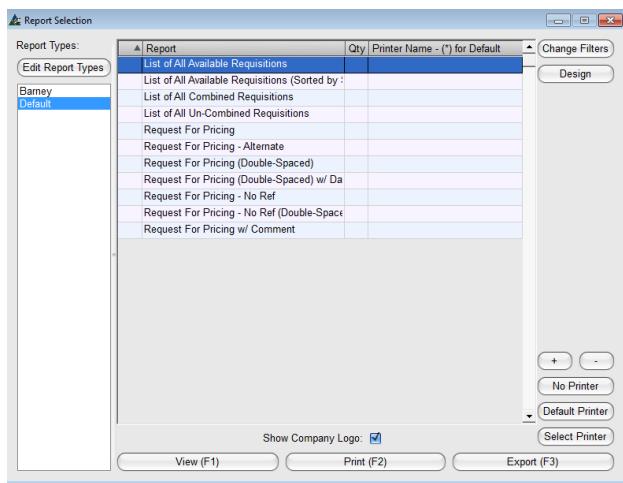 Report Selection
Report Types:
Edit Report Types
Barney
Default
Report Qty Printer Name - (*) for Default
List of All Available Requisitions
List of All Available Requisitions (Sorted by
List of All Combined Requisitions
List of All Un-Combined Requisitions
Request For Pricing
Request For Pricing - Alternate
Request For Pricing (Double-Spaced)
Request For Pricing (Double-Spaced) w/ Da
Request For Pricing - No Ref
Request For Pricing - No Ref (Double-Space
Request For Pricing w/ Comment
Change Filters
Design
+ -
No Printer
Default Printer
Select Printer
Show Company Logo:
View (F1) Print (F2) Export (F3)